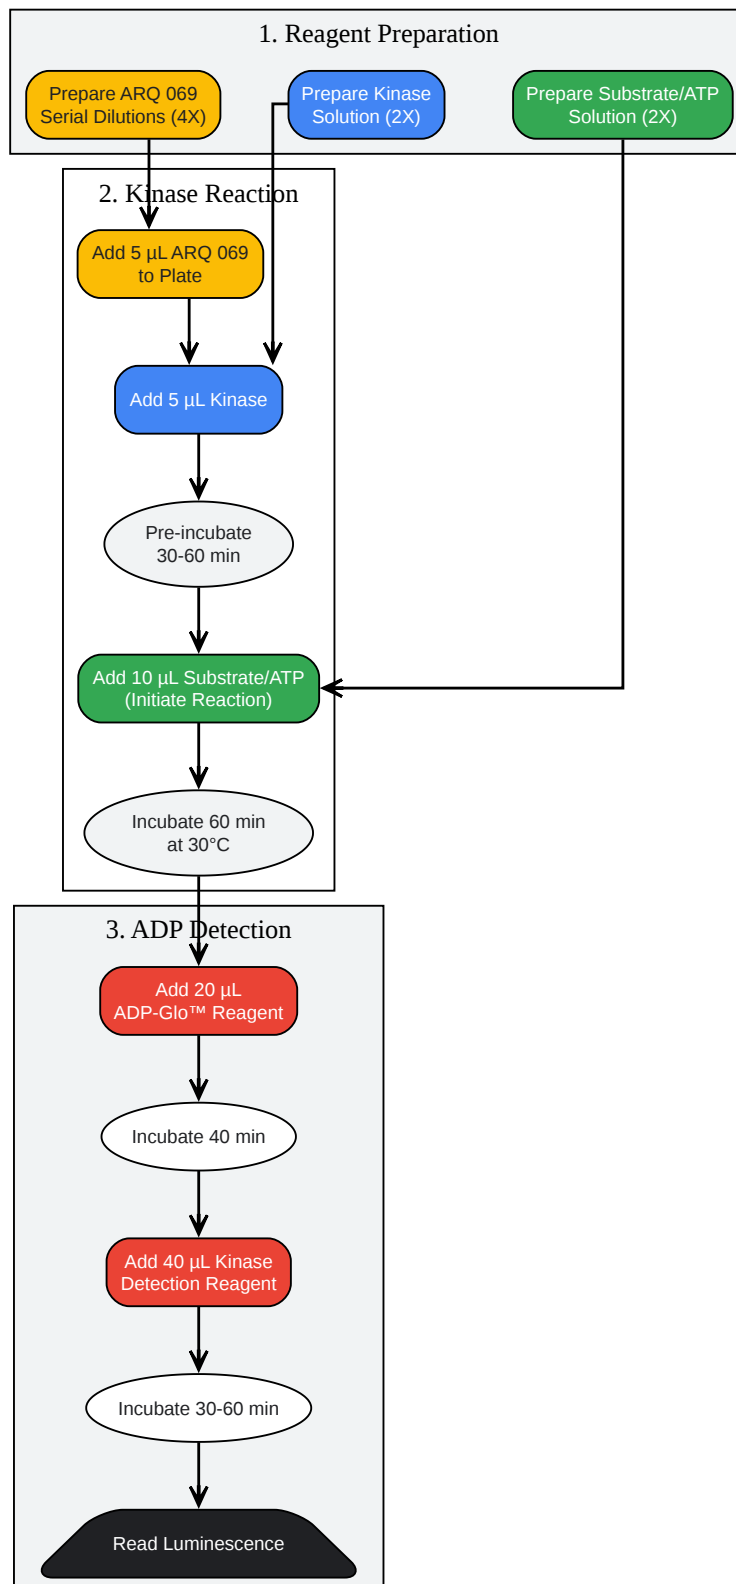 1. Reagent Preparation
Prepare ARQ 069
Serial Dilutions (4X)
Prepare Kinase
Solution (2X)
Prepare Substrate/ATP
Solution (2X)
2. Kinase Reaction
Add 5 µL ARQ 069
to Plate
Add 5 µL Kinase
Pre-incubate
30-60 min
Add 10 µL Substrate/ATP
(Initiate Reaction)
Incubate 60 min
at 30°C
3. ADP Detection
Add 20 µL
ADP-Glo™ Reagent
Incubate 40 min
Add 40 µL Kinase
Detection Reagent
Incubate 30-60 min
Read Luminescence